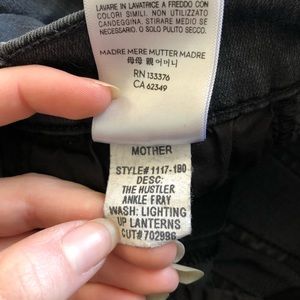 LAVARE IN LAVATRICE A FREDDO CON
COLORI SIMILI. NON UTILIZZATO
CANDEGGINA. STIRARE MEDIO SE
NECESSARIO. O SOLO PULITO SECCO.
MADRE MERE MUTTER MADRE
母母 親 어머니
RN 133376
CA 62349
MOTHER
STYLE# 1117-180
DESC:
THE HUSTLER
ANKLE FRAY
WASH: LIGHTING
UP LANTERNS
CUT# 702986